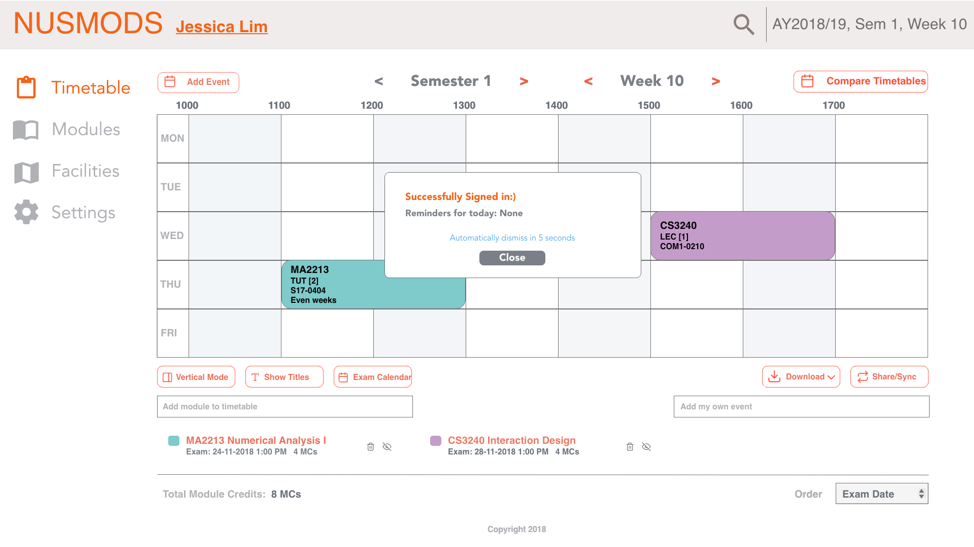 NUSMODS Jessica Lim
AY2018/19, Sem 1, Week 10
Timetable
Modules
Facilities
Settings
Add Event
< Semester 1 >
< Week 10 >
Compare Timetables
1000 1100 1200 1300 1400 1500 1600 1700
MON
TUE
WED
THU
FRI
Successfully Signed in:)
Reminders for today: None
Automatically dismiss in 5 seconds
Close
CS3240
LEC [1]
COM1-0210
MA2213
TUT [2]
S17-0404
Even weeks
Vertical Mode
T Show Titles
Exam Calendar
Download
Share/Sync
Add module to timetable
Add my own event
MA2213 Numerical Analysis I
Exam: 24-11-2018 1:00 PM 4 MCs
CS3240 Interaction Design
Exam: 28-11-2018 1:00 PM 4 MCs
Total Module Credits: 8 MCs
Order Exam Date
Copyright 2018